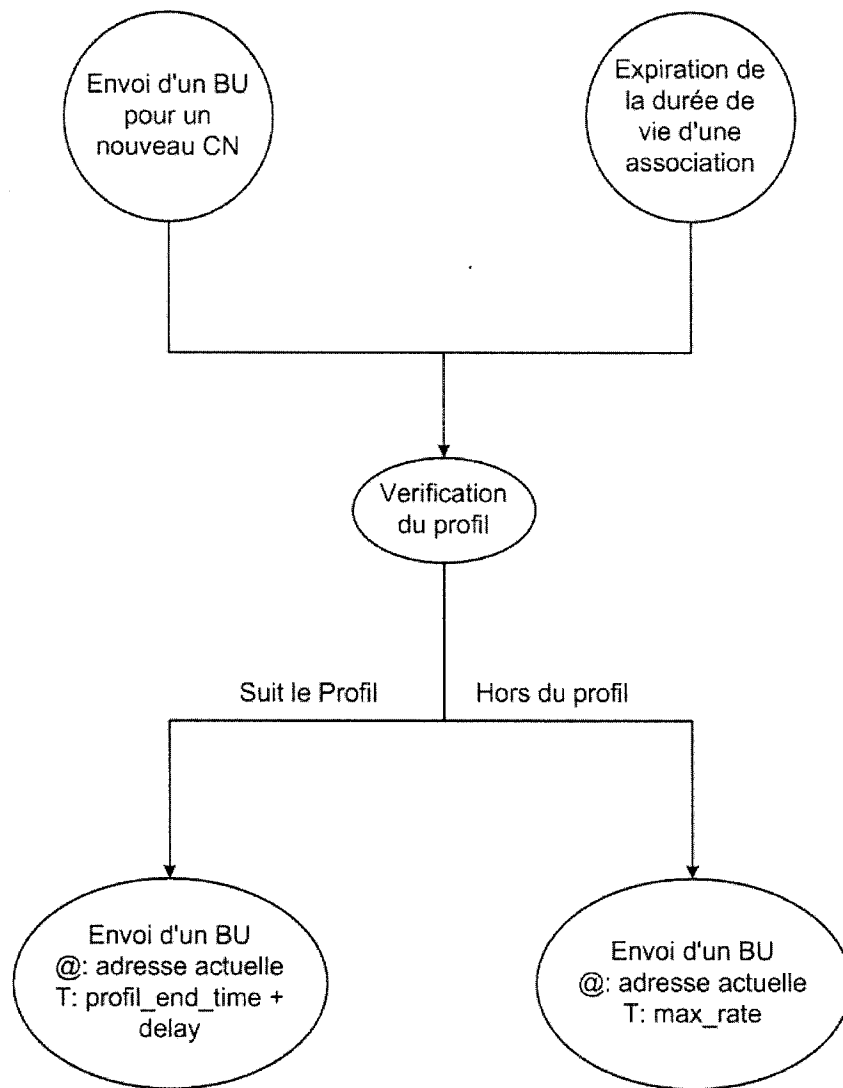 Envoi d'un BU
pour un
nouveau CN
Expiration de
la durée de
vie d'une
association
Verification
du profil
Suit le Profil
Hors du profil
Envoi d'un BU
@: adresse actuelle
T: profil_end_time +
delay
Envoi d'un BU
@: adresse actuelle
T: max_rate